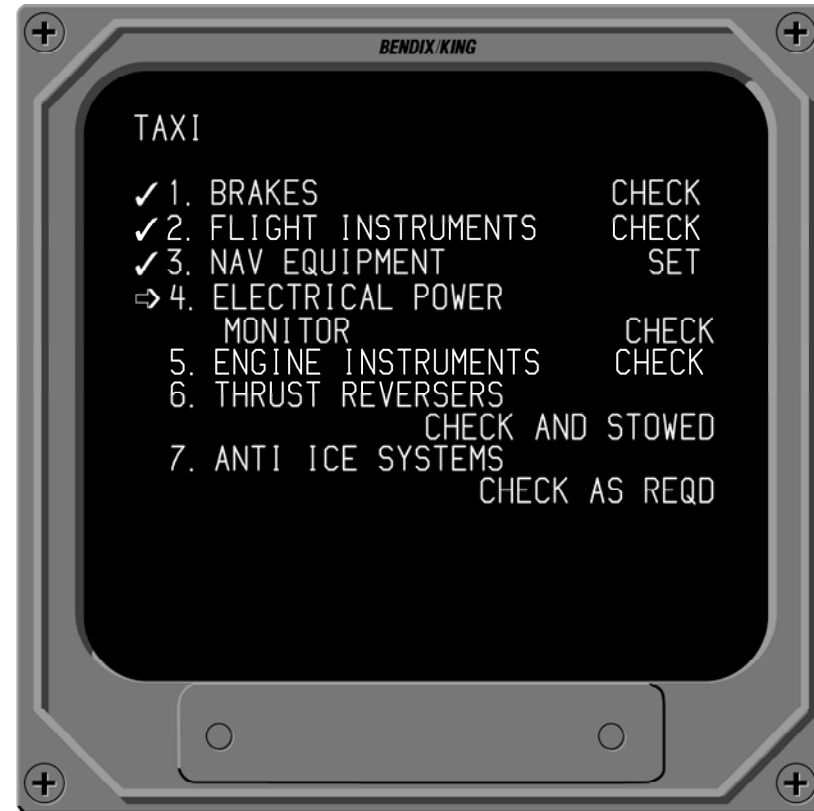 BENDIX/KING
TAXI
✓ 1. BRAKES CHECK
✓ 2. FLIGHT INSTRUMENTS CHECK
✓ 3. NAV EQUIPMENT SET
⇨ 4. ELECTRICAL POWER
MONITOR CHECK
5. ENGINE INSTRUMENTS CHECK
6. THRUST REVERSERS
CHECK AND STOWED
7. ANTI ICE SYSTEMS
CHECK AS REQD